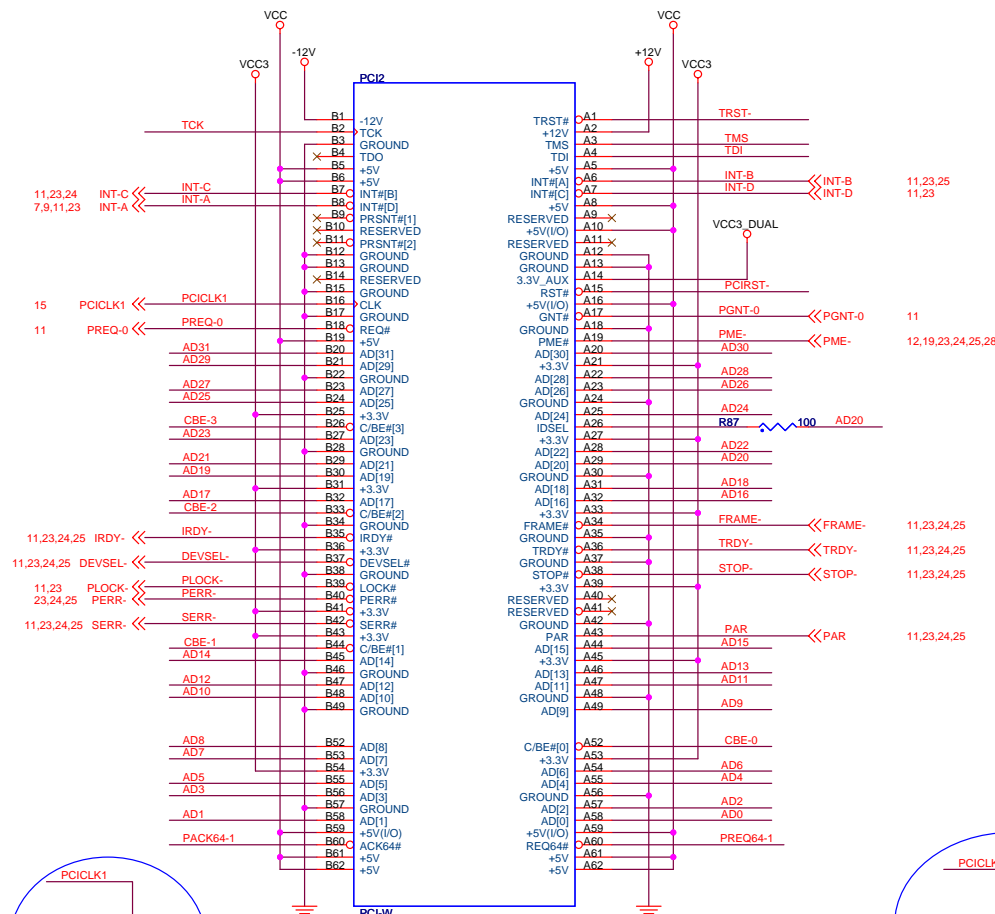 VCC VCC
-12V +12V
VCC3 VCC3
PCI2
B1 -12V TRST# A1 TRST-
TCK B2 TCK +12V A2
B3 GROUND TMS A3 TMS
B4 TDO TDI A4 TDI
B5 +5V +5V A5
B6 +5V INT#[A] A6 INT-B INT-B 11,23,25
11,23,24 INT-C INT-C B7 INT#[B] INT#[C] A7 INT-D INT-D 11,23
7,9,11,23 INT-A INT-A B8 INT#[D] +5V A8
B9 PRSNT#[1] RESERVED A9
B10 RESERVED +5V(I/O) A10 VCC3_DUAL
B11 PRSNT#[2] RESERVED A11
B12 GROUND GROUND A12
B13 GROUND GROUND A13
B14 RESERVED 3.3V_AUX A14
B15 GROUND RST# A15 PCIRST-
15 PCICLK1 PCICLK1 B16 CLK +5V(I/O) A16
B17 GROUND GNT# A17 PGNT-0 PGNT-0 11
11 PREQ-0 PREQ-0 B18 REQ# GROUND A18
B19 +5V PME# A19 PME- PME- 12,19,23,24,25,28
AD31 B20 AD[31] AD[30] A20 AD30
AD29 B21 AD[29] +3.3V A21
B22 GROUND AD[28] A22 AD28
AD27 B23 AD[27] AD[26] A23 AD26
AD25 B24 AD[25] GROUND A24
B25 +3.3V AD[24] A25 AD24
CBE-3 B26 C/BE#[3] IDSEL A26 R87 100 AD20
AD23 B27 AD[23] +3.3V A27
B28 GROUND AD[22] A28 AD22
AD21 B29 AD[21] AD[20] A29 AD20
AD19 B30 AD[19] GROUND A30
B31 +3.3V AD[18] A31 AD18
AD17 B32 AD[17] AD[16] A32 AD16
CBE-2 B33 C/BE#[2] +3.3V A33
B34 GROUND FRAME# A34 FRAME- FRAME- 11,23,24,25
11,23,24,25 IRDY- IRDY- B35 IRDY# GROUND A35
B36 +3.3V TRDY# A36 TRDY- TRDY- 11,23,24,25
11,23,24,25 DEVSEL- DEVSEL- B37 DEVSEL# GROUND A37
B38 GROUND STOP# A38 STOP- STOP- 11,23,24,25
11,23 PLOCK- PLOCK- B39 LOCK# +3.3V A39
23,24,25 PERR- PERR- B40 PERR# RESERVED A40
B41 +3.3V RESERVED A41
11,23,24,25 SERR- SERR- B42 SERR# GROUND A42
B43 +3.3V PAR A43 PAR PAR 11,23,24,25
CBE-1 B44 C/BE#[1] AD[15] A44 AD15
AD14 B45 AD[14] +3.3V A45
B46 GROUND AD[13] A46 AD13
AD12 B47 AD[12] AD[11] A47 AD11
AD10 B48 AD[10] GROUND A48
B49 GROUND AD[9] A49 AD9
AD8 B52 AD[8] C/BE#[0] A52 CBE-0
AD7 B53 AD[7] +3.3V A53
B54 +3.3V AD[6] A54 AD6
AD5 B55 AD[5] AD[4] A55 AD4
AD3 B56 AD[3] GROUND A56
B57 GROUND AD[2] A57 AD2
AD1 B58 AD[1] AD[0] A58 AD0
B59 +5V(I/O) +5V(I/O) A59
PACK64-1 B60 ACK64# REQ64# A60 PREQ64-1
B61 +5V +5V A61
B62 +5V +5V A62
PCICLK1 PCICLK
PCI-W